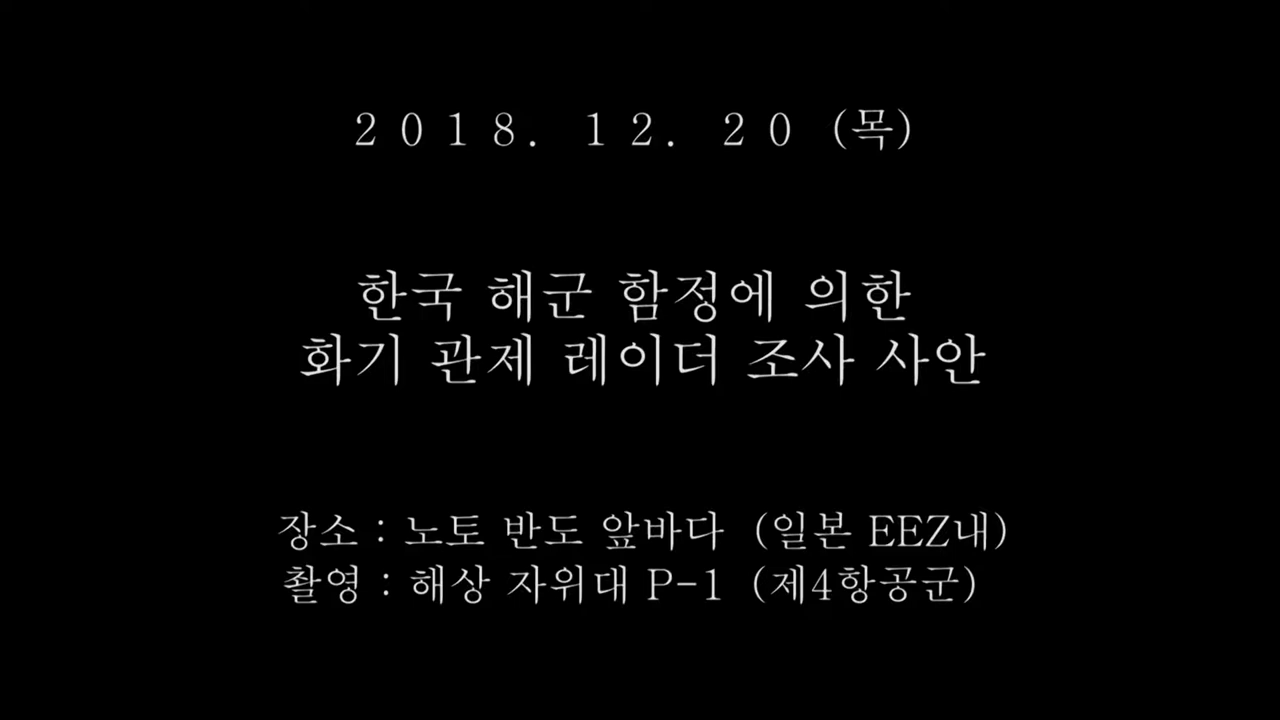 2018. 12. 20 (목)
한국 해군 함정에 의한
화기 관제 레이더 조사 사안
장소 : 노토 반도 앞바다 (일본 EEZ내)
촬영 : 해상 자위대 P-1 (제4항공군)